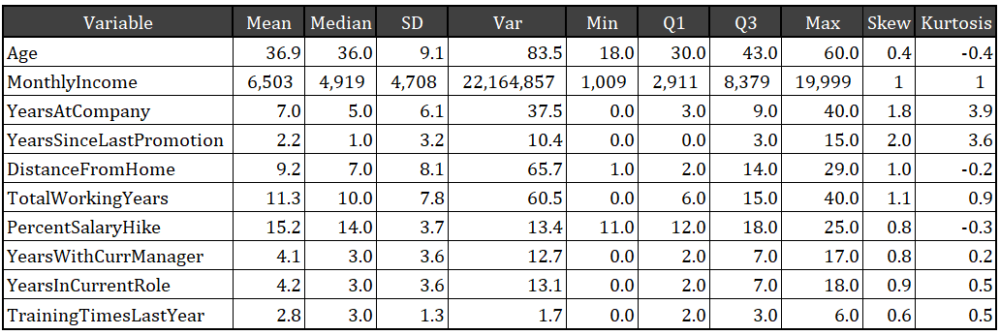 Variable Mean Median SD Var Min Q1 Q3 Max Skew Kurtosis
Age 36.9 36.0 9.1 83.5 18.0 30.0 43.0 60.0 0.4 -0.4
MonthlyIncome 6,503 4,919 4,708 22,164,857 1,009 2,911 8,379 19,999 1 1
YearsAtCompany 7.0 5.0 6.1 37.5 0.0 3.0 9.0 40.0 1.8 3.9
YearsSinceLastPromotion 2.2 1.0 3.2 10.4 0.0 0.0 3.0 15.0 2.0 3.6
DistanceFromHome 9.2 7.0 8.1 65.7 1.0 2.0 14.0 29.0 1.0 -0.2
TotalWorkingYears 11.3 10.0 7.8 60.5 0.0 6.0 15.0 40.0 1.1 0.9
PercentSalaryHike 15.2 14.0 3.7 13.4 11.0 12.0 18.0 25.0 0.8 -0.3
YearsWithCurrManager 4.1 3.0 3.6 12.7 0.0 2.0 7.0 17.0 0.8 0.2
YearsInCurrentRole 4.2 3.0 3.6 13.1 0.0 2.0 7.0 18.0 0.9 0.5
TrainingTimesLastYear 2.8 3.0 1.3 1.7 0.0 2.0 3.0 6.0 0.6 0.5